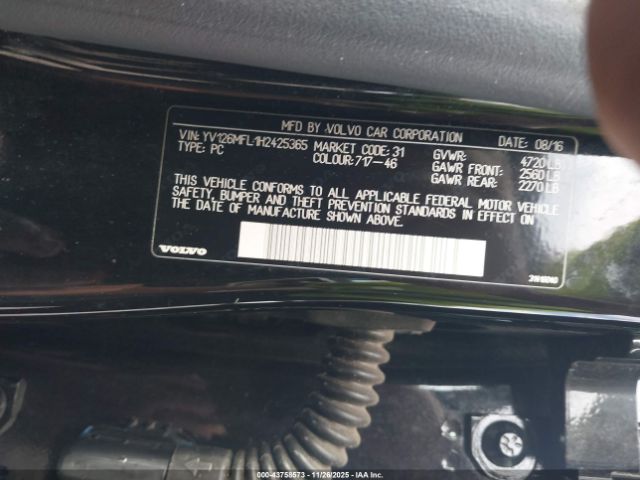 MFD BY VOLVO CAR CORPORATION DATE: 08/16
VIN: YV126MFL1H2425365 MARKET CODE: 31 GVWR: 4720 LB
TYPE: PC COLOUR: 717-46 GAWR FRONT: 2560 LB
GAWR REAR: 2270 LB
THIS VEHICLE CONFORMS TO ALL APPLICABLE FEDERAL MOTOR VEHICLE
SAFETY, BUMPER AND THEFT PREVENTION STANDARDS IN EFFECT ON
THE DATE OF MANUFACTURE SHOWN ABOVE.
VOLVO
000-43758573 11/26/2025 IAA Inc.